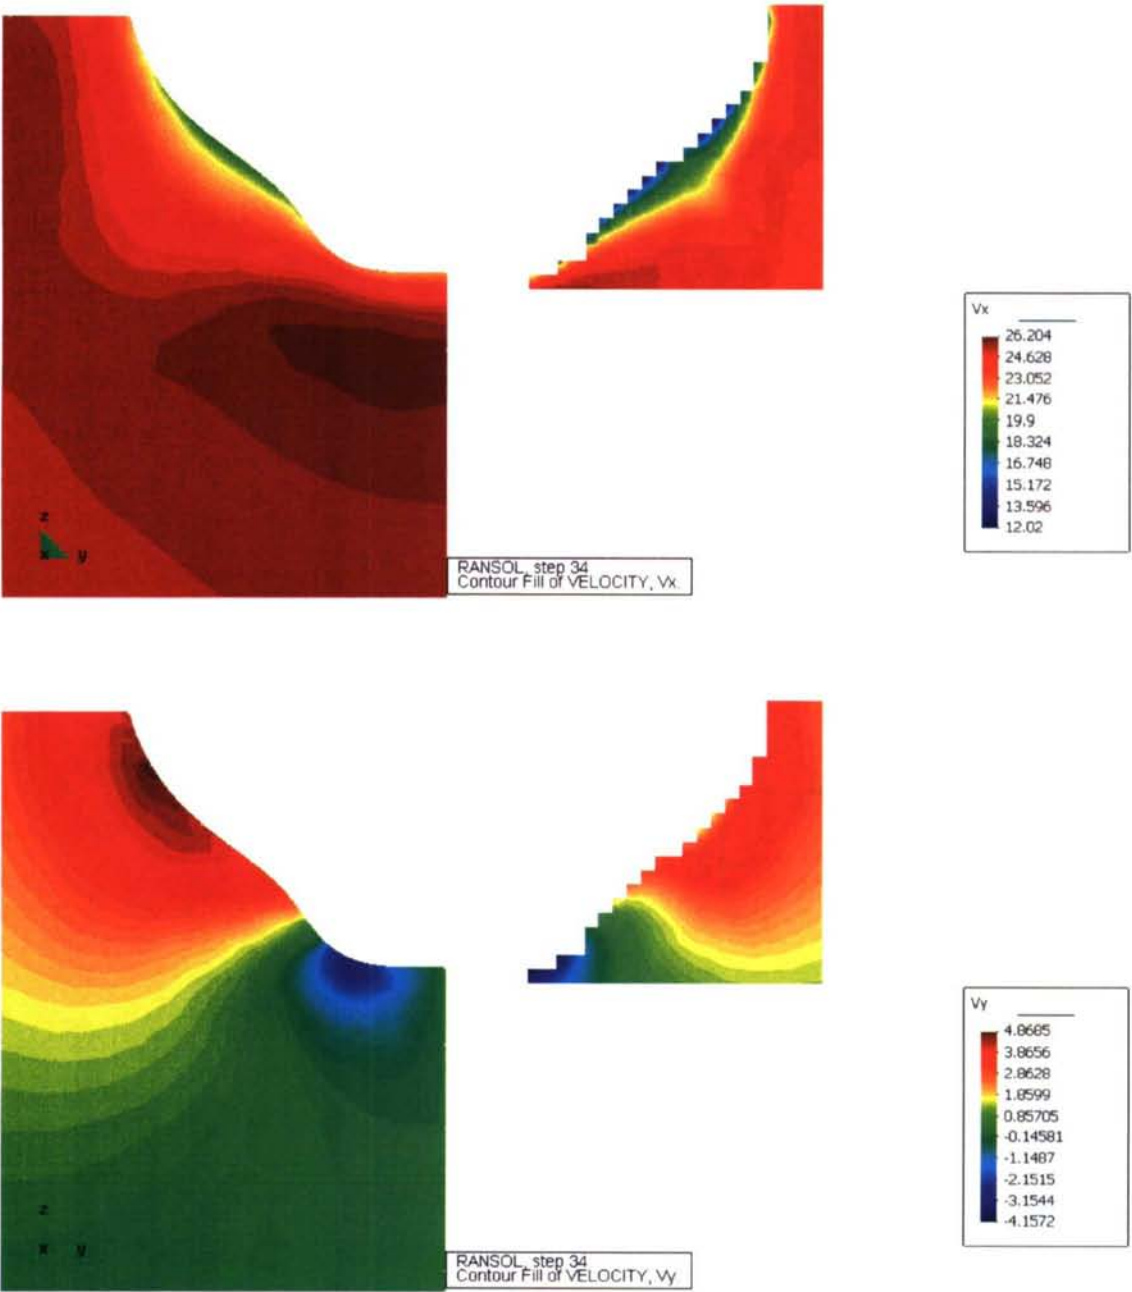 Vx
26.204
24.628
23.052
21.476
19.9
18.324
16.748
15.172
13.596
12.02
z
x y
RANSOL, step 34
Contour Fill of VELOCITY, Vx.
Vy
4.8685
3.8656
2.8628
1.8599
0.85705
-0.14581
-1.1487
-2.1515
-3.1544
-4.1572
z
x y
RANSOL, step 34
Contour Fill of VELOCITY, Vy